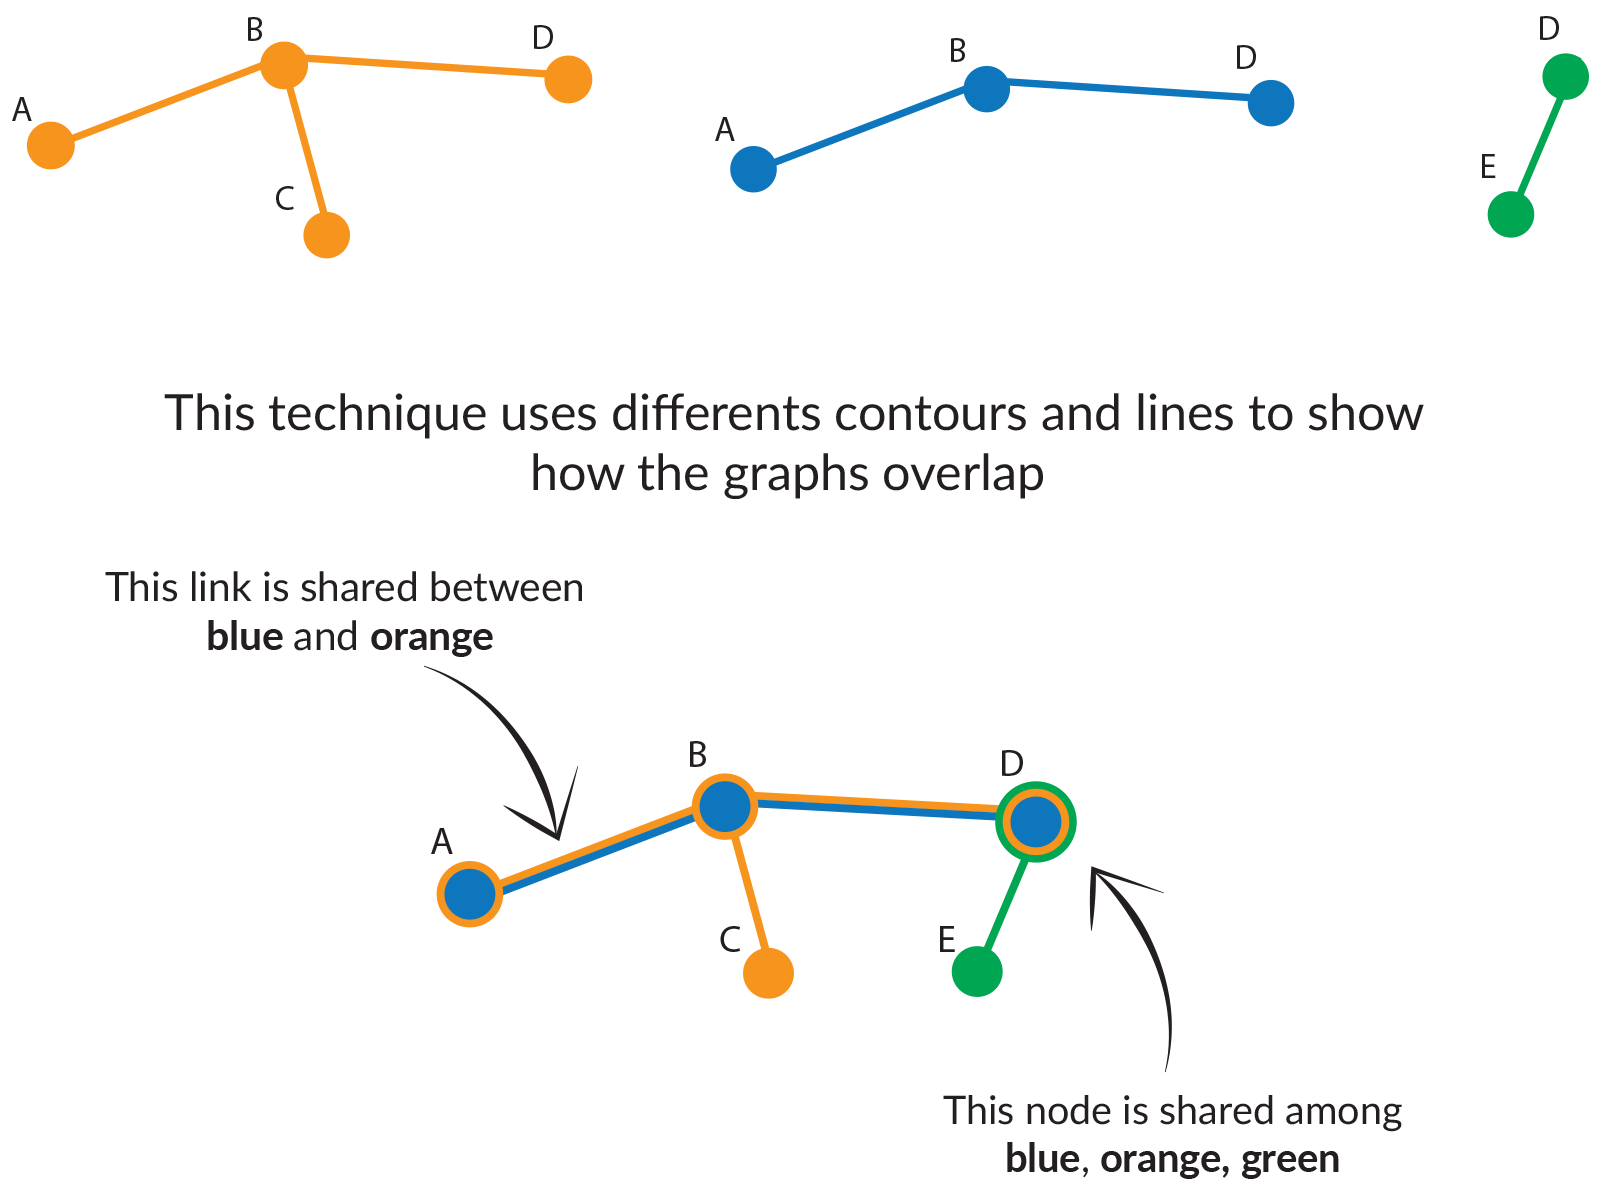 B
D
A
C
B
D
A
D
E
This technique uses differents contours and lines to show
how the graphs overlap
This link is shared between
blue and orange
B
D
A
C
E
This node is shared among
blue, orange, green